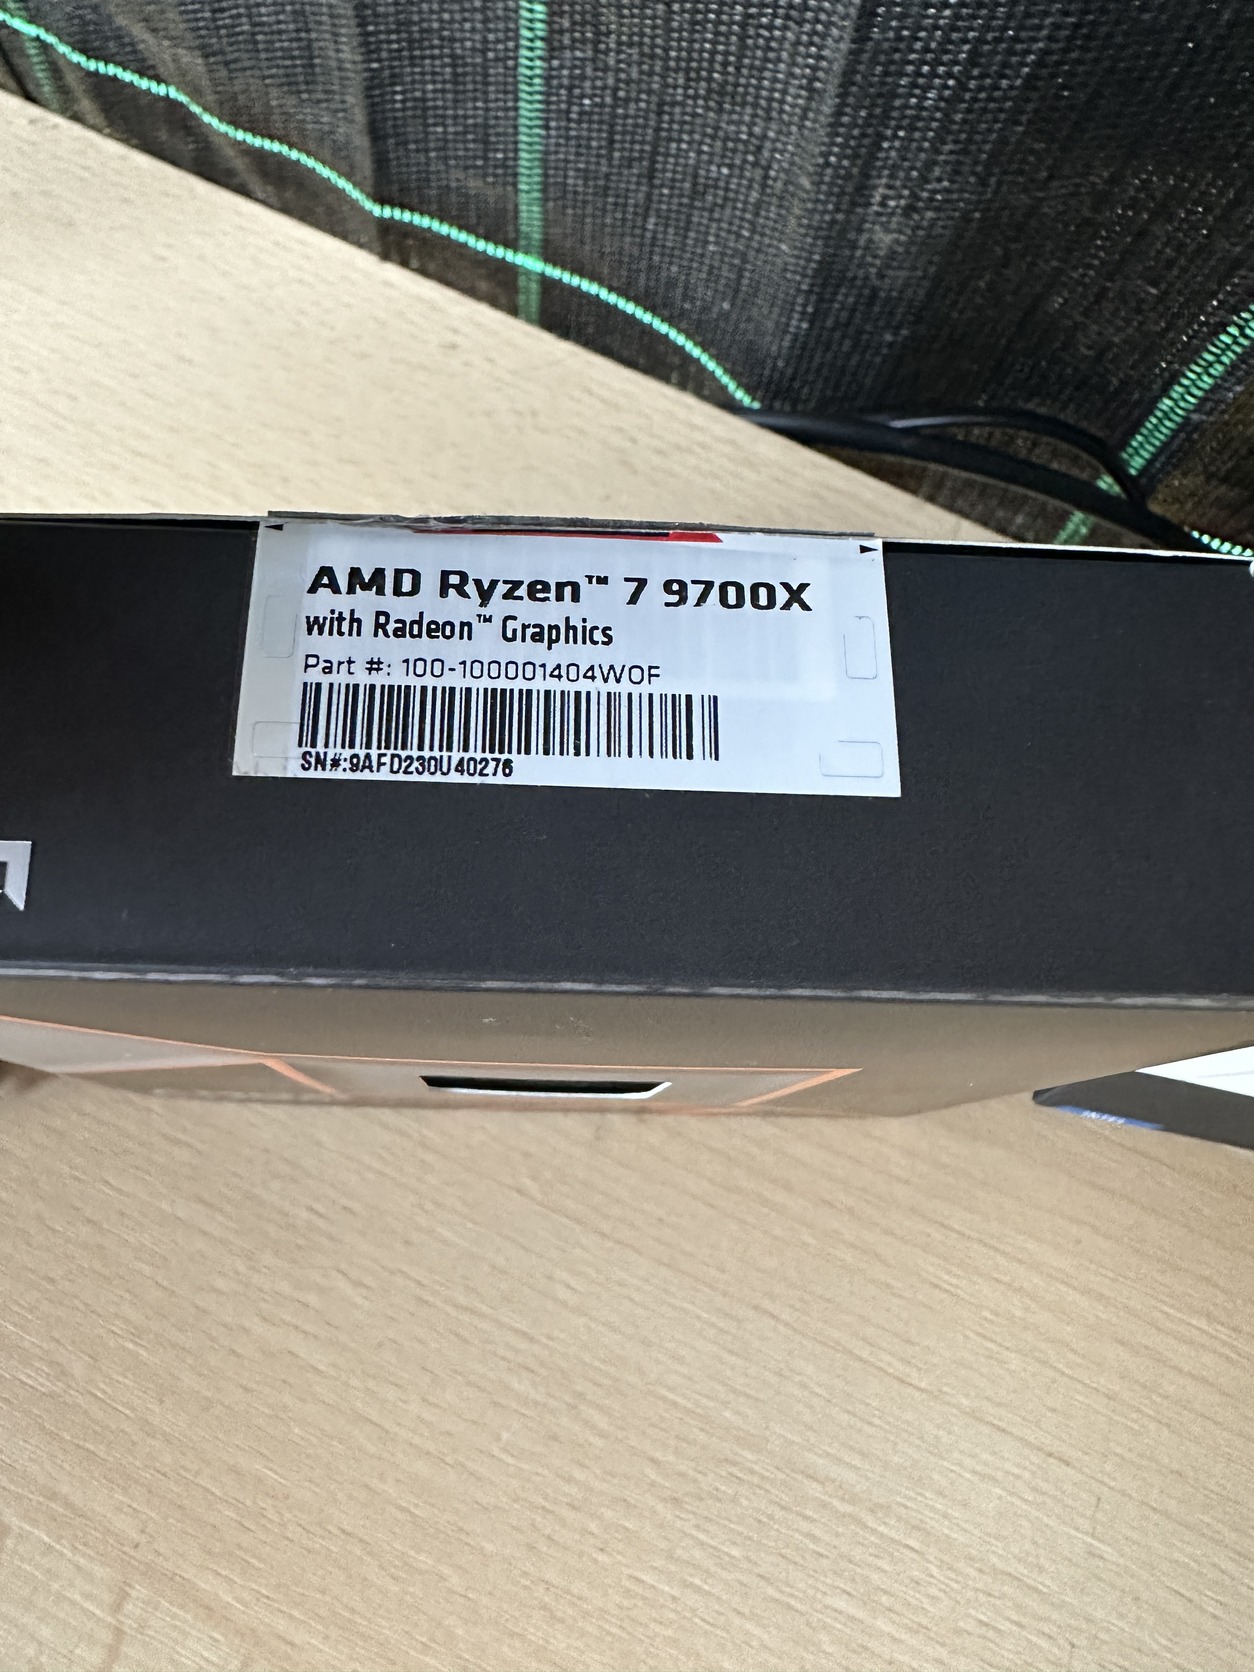 AMD Ryzen™ 7 9700X
with Radeon™ Graphics
Part #: 100-100001404WOF
SN#:9AFD230U40276